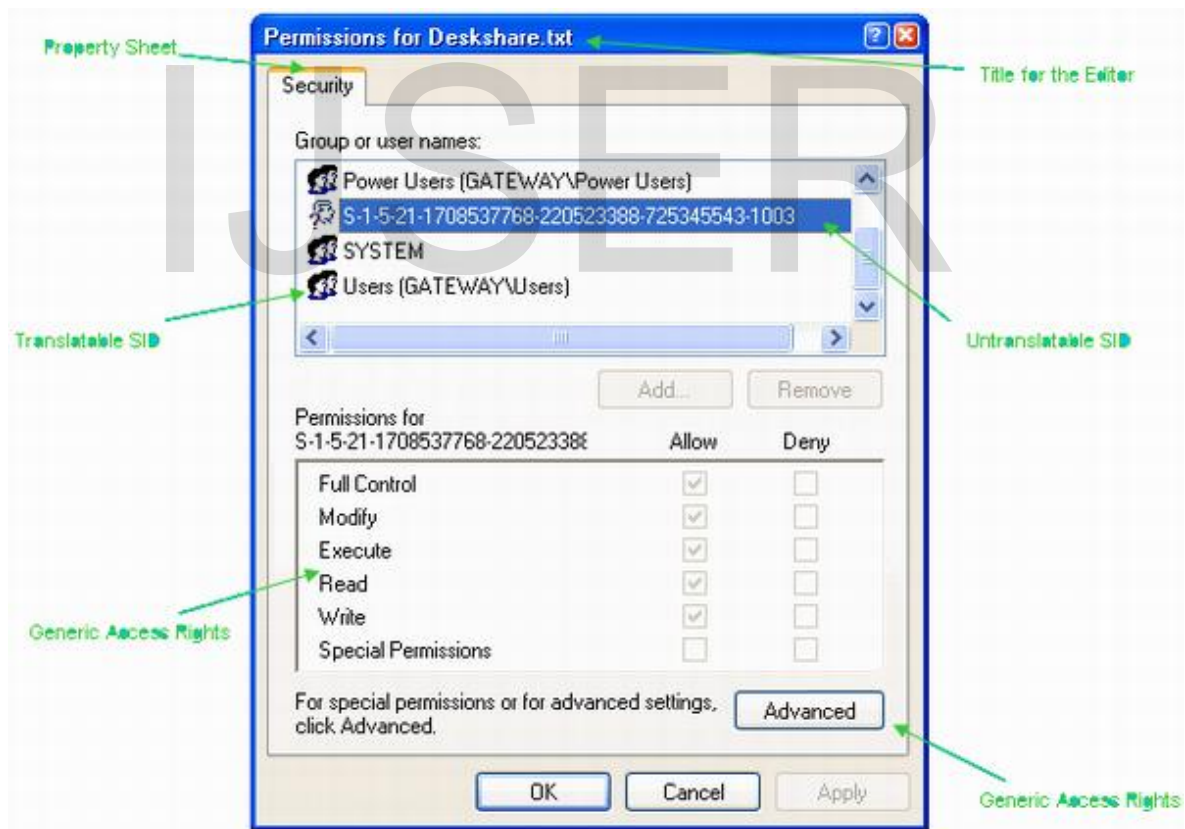 Permissions for Deskshare.txt
Property Sheet
Title for the Editor
Security
IJSER
Group or user names:
Power Users (GATEWAY\Power Users)
S-1-5-21-1708537768-220523388-725345543-1003
SYSTEM
Users (GATEWAY\Users)
Translatable SID
Untranslatable SID
Add...
Remove
Permissions for
S-1-5-21-1708537768-22052338
Allow
Deny
Full Control
Modify
Execute
Read
Write
Special Permissions
Generic Access Rights
For special permissions or for advanced settings,
click Advanced.
Advanced
OK
Cancel
Apply
Generic Access Rights